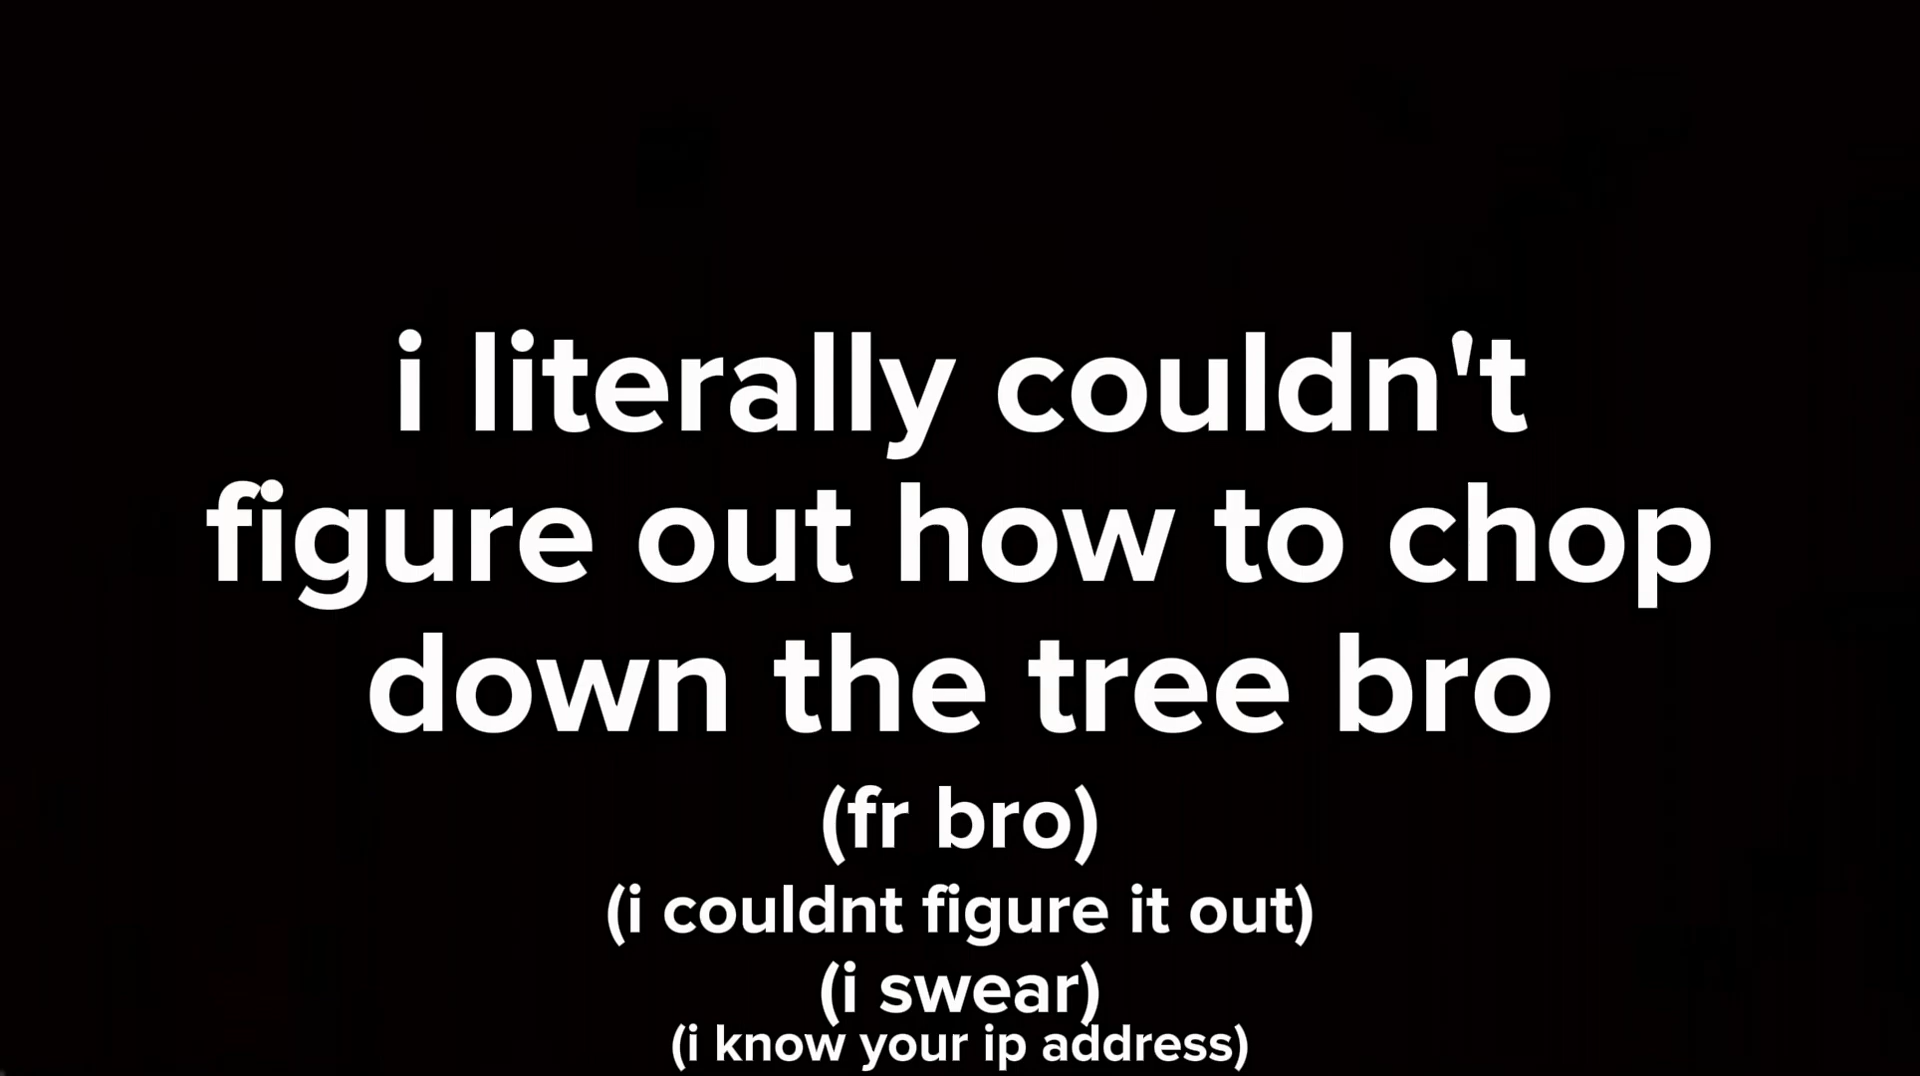 i literally couldn't
figure out how to chop
down the tree bro
(fr bro)
(i couldnt figure it out)
(i swear)
(i know your ip address)